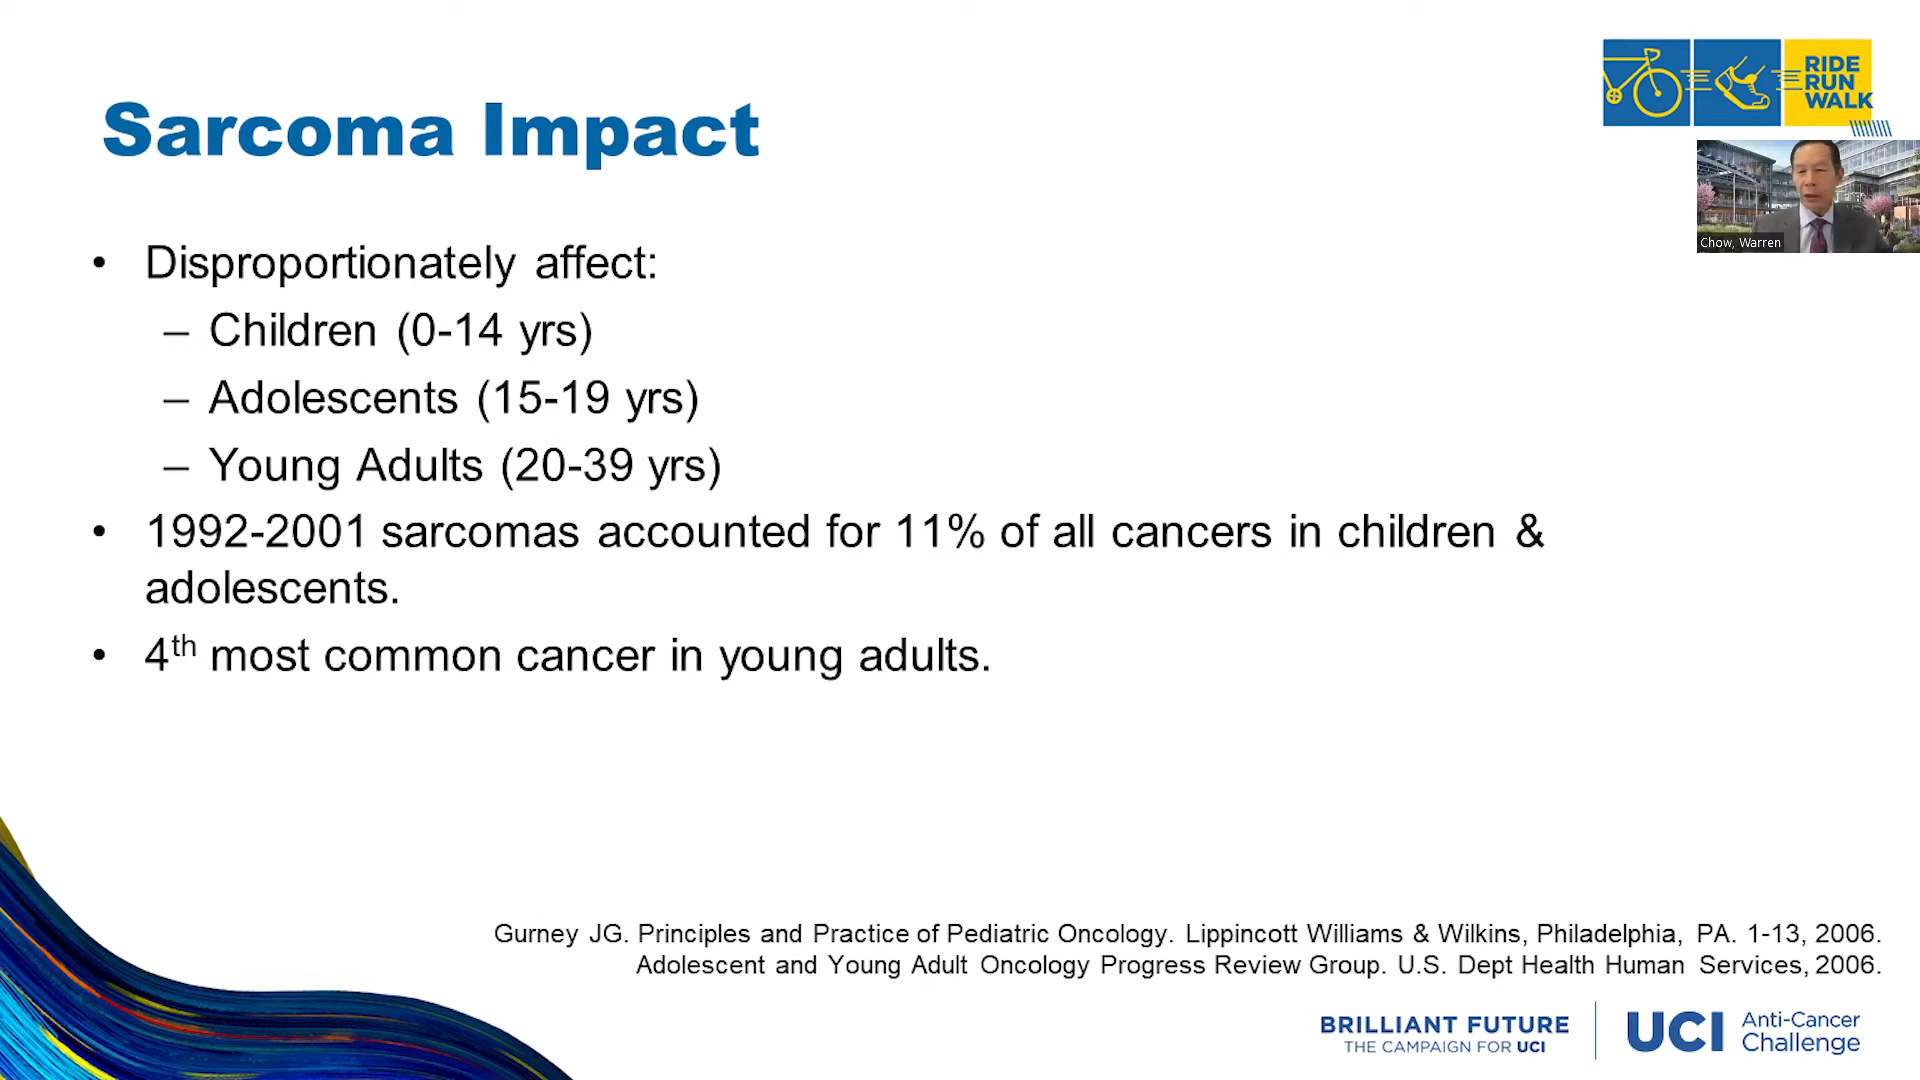 RIDE
RUN
WALK
Sarcoma Impact
Chow, Warren
• Disproportionately affect:
– Children (0-14 yrs)
– Adolescents (15-19 yrs)
– Young Adults (20-39 yrs)
• 1992-2001 sarcomas accounted for 11% of all cancers in children &
adolescents.
• 4th most common cancer in young adults.
Gurney JG. Principles and Practice of Pediatric Oncology. Lippincott Williams & Wilkins, Philadelphia, PA. 1-13, 2006.
Adolescent and Young Adult Oncology Progress Review Group. U.S. Dept Health Human Services, 2006.
BRILLIANT FUTURE
THE CAMPAIGN FOR UCI
UCI Anti-Cancer
Challenge